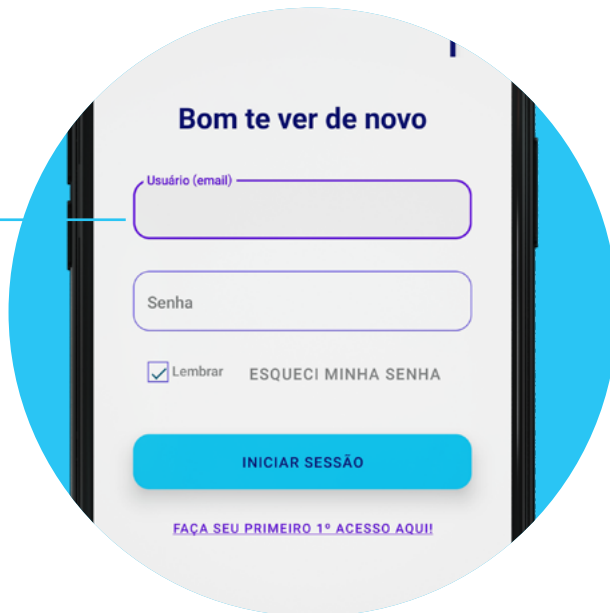 Bom te ver de novo
Usuário (email)
Senha
Lembrar ESQUECI MINHA SENHA
INICIAR SESSÃO
FAÇA SEU PRIMEIRO 1º ACESSO AQUI!